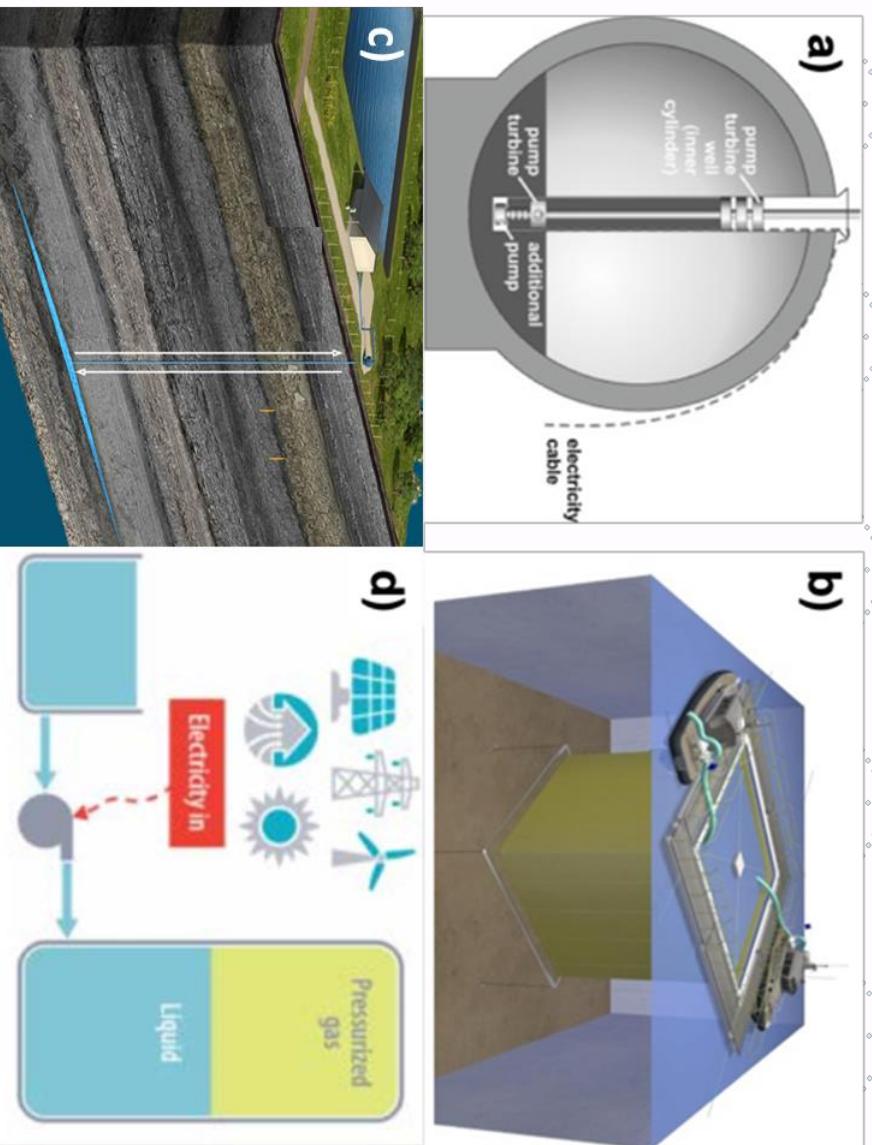 a)
pump
turbine
well
(inner
cylinder)
pump
turbine
additional
pump
electricity
cable
b)
c)
d)
Electricity in
Pressurized
gas
Liquid